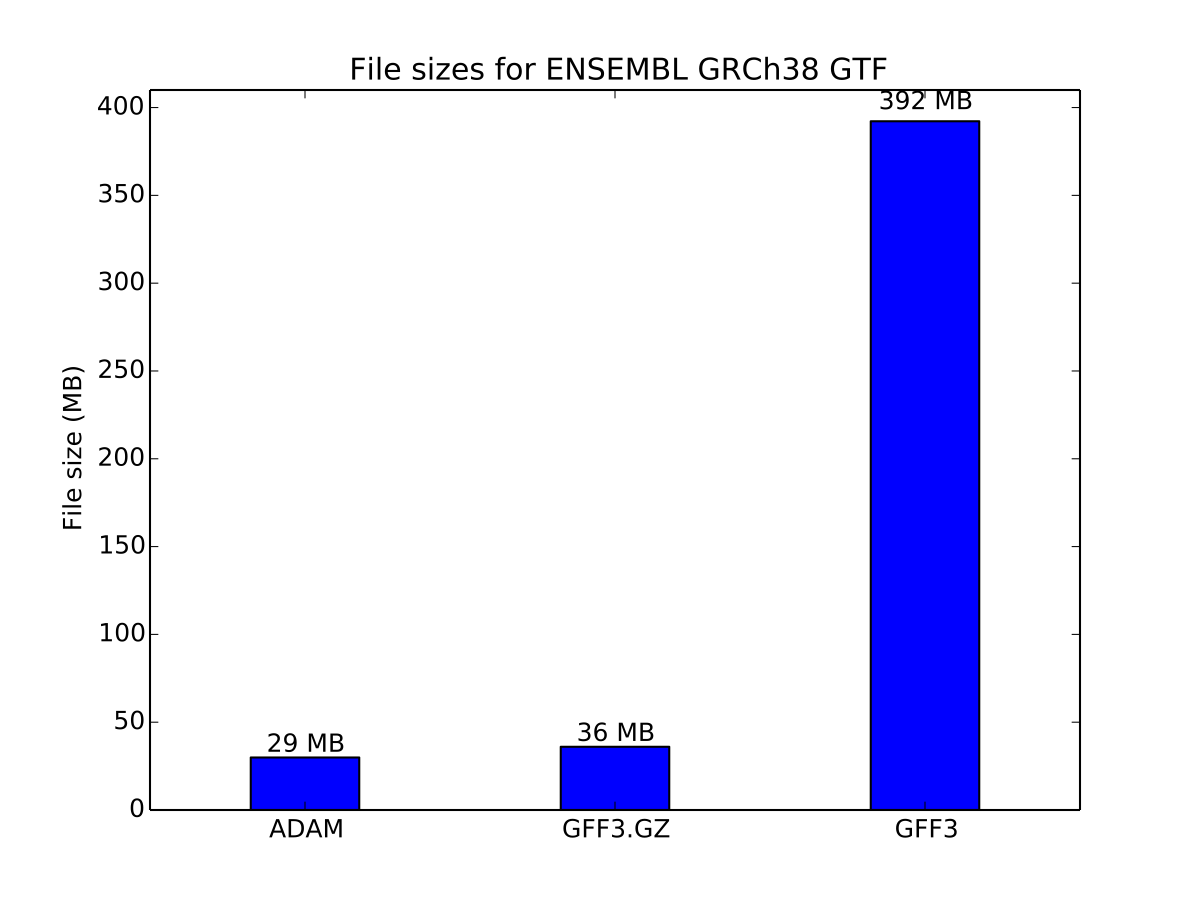 File sizes for ENSEMBL GRCh38 GTF
File size (MB)
400
350
300
250
200
150
100
50
0
29 MB
36 MB
392 MB
ADAM
GFF3.GZ
GFF3